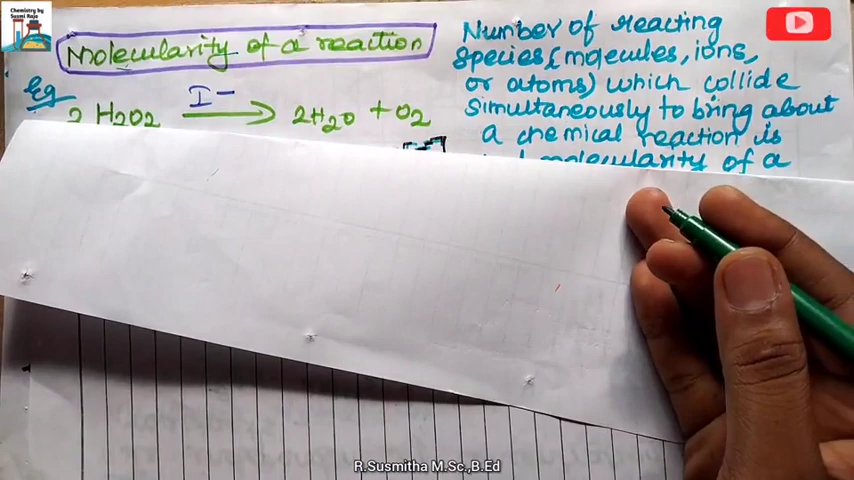 Chemistry by
Susmi Raja
Molecularity of a reaction
Eg
2 H2O2 I- → 2H2O + O2
Number of reacting
species (molecules, ions,
or atoms) which collide
simultaneously to bring about
a chemical reaction is
molecularity of a
R.Susmitha M.Sc.,B.Ed